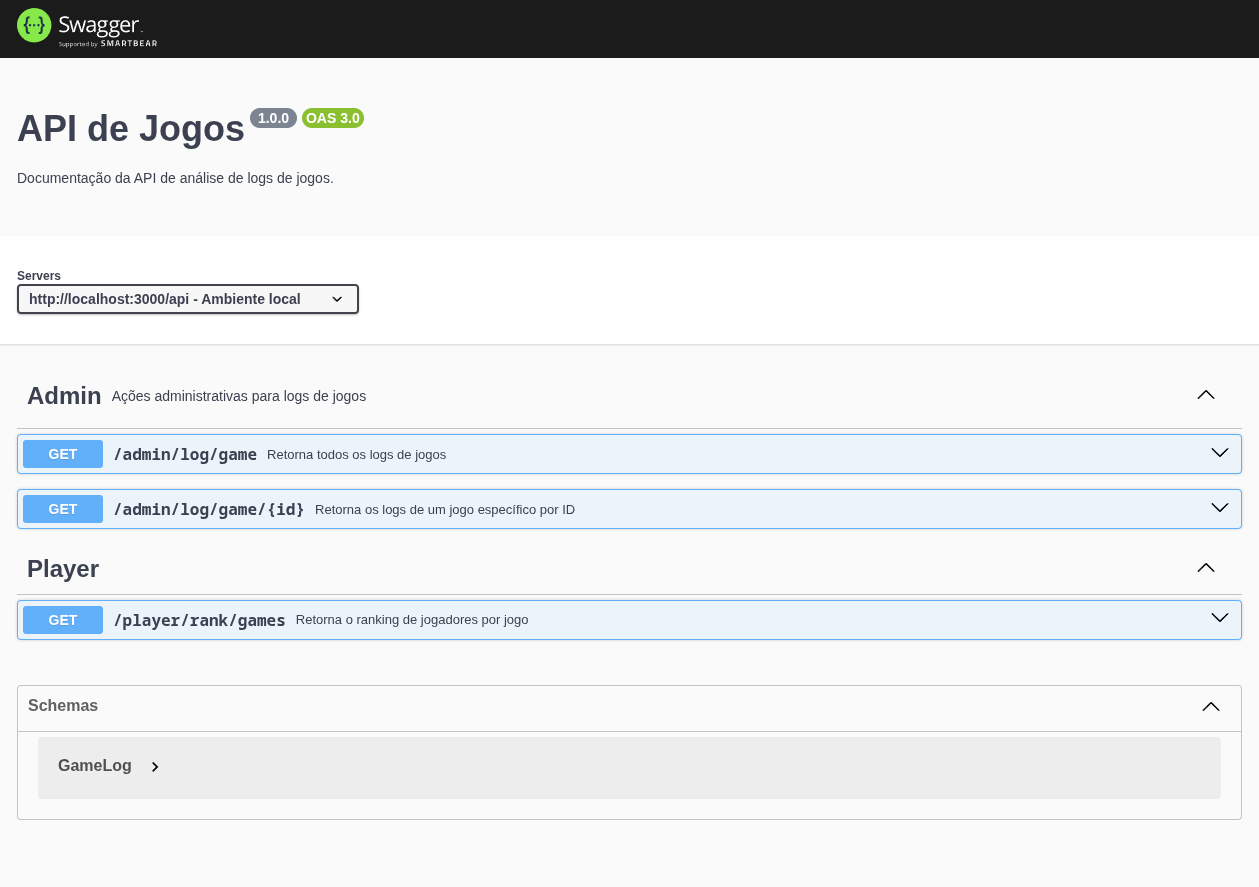 Swagger.
Supported by SMARTBEAR
API de Jogos 1.0.0 OAS 3.0
Documentação da API de análise de logs de jogos.
Servers
http://localhost:3000/api - Ambiente local
Admin Ações administrativas para logs de jogos
GET /admin/log/game Retorna todos os logs de jogos
GET /admin/log/game/{id} Retorna os logs de um jogo específico por ID
Player
GET /player/rank/games Retorna o ranking de jogadores por jogo
Schemas
GameLog